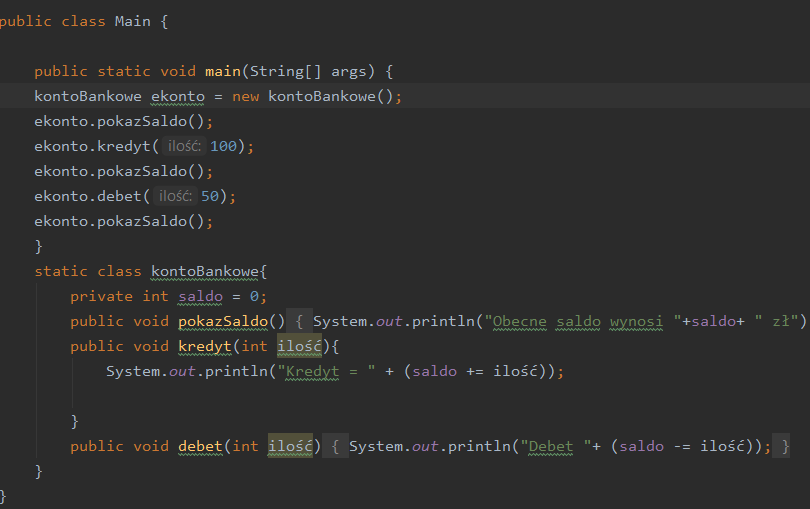 public class Main {
public static void main(String[] args) {
kontoBankowe ekonto = new kontoBankowe();
ekonto.pokazSaldo();
ekonto.kredyt( ilość: 100);
ekonto.pokazSaldo();
ekonto.debet( ilość: 50);
ekonto.pokazSaldo();
}
static class kontoBankowe{
private int saldo = 0;
public void pokazSaldo() { System.out.println("Obecne saldo wynosi "+saldo+ " zł")
public void kredyt(int ilość){
System.out.println("Kredyt = " + (saldo += ilość));
}
public void debet(int ilość) { System.out.println("Debet "+ (saldo -= ilość)); }
}
}